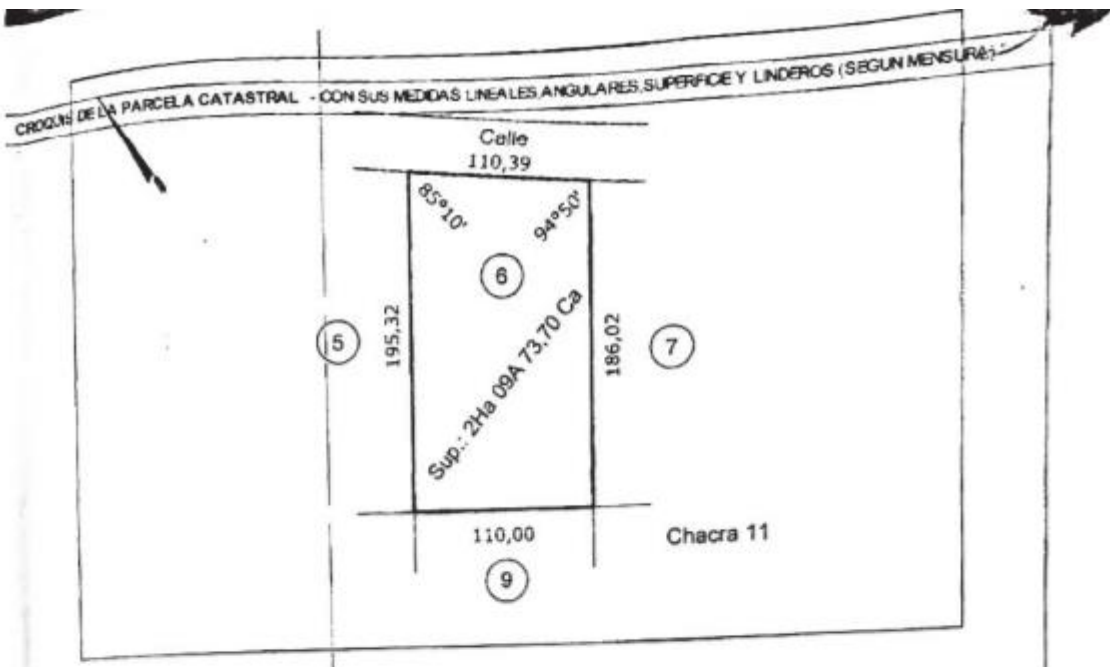 CROQUIS DE LA PARCELA CATASTRAL - CON SUS MEDIDAS LINEALES, ANGULARES, SUPERFICIE Y LINDEROS (SEGUN MENSURA)
Calle
110,39
85°10'
94°50'
6
5
195,32
Sup.: 2Ha 09A 73,70 Ca
186,02
7
110,00
Chacra 11
9